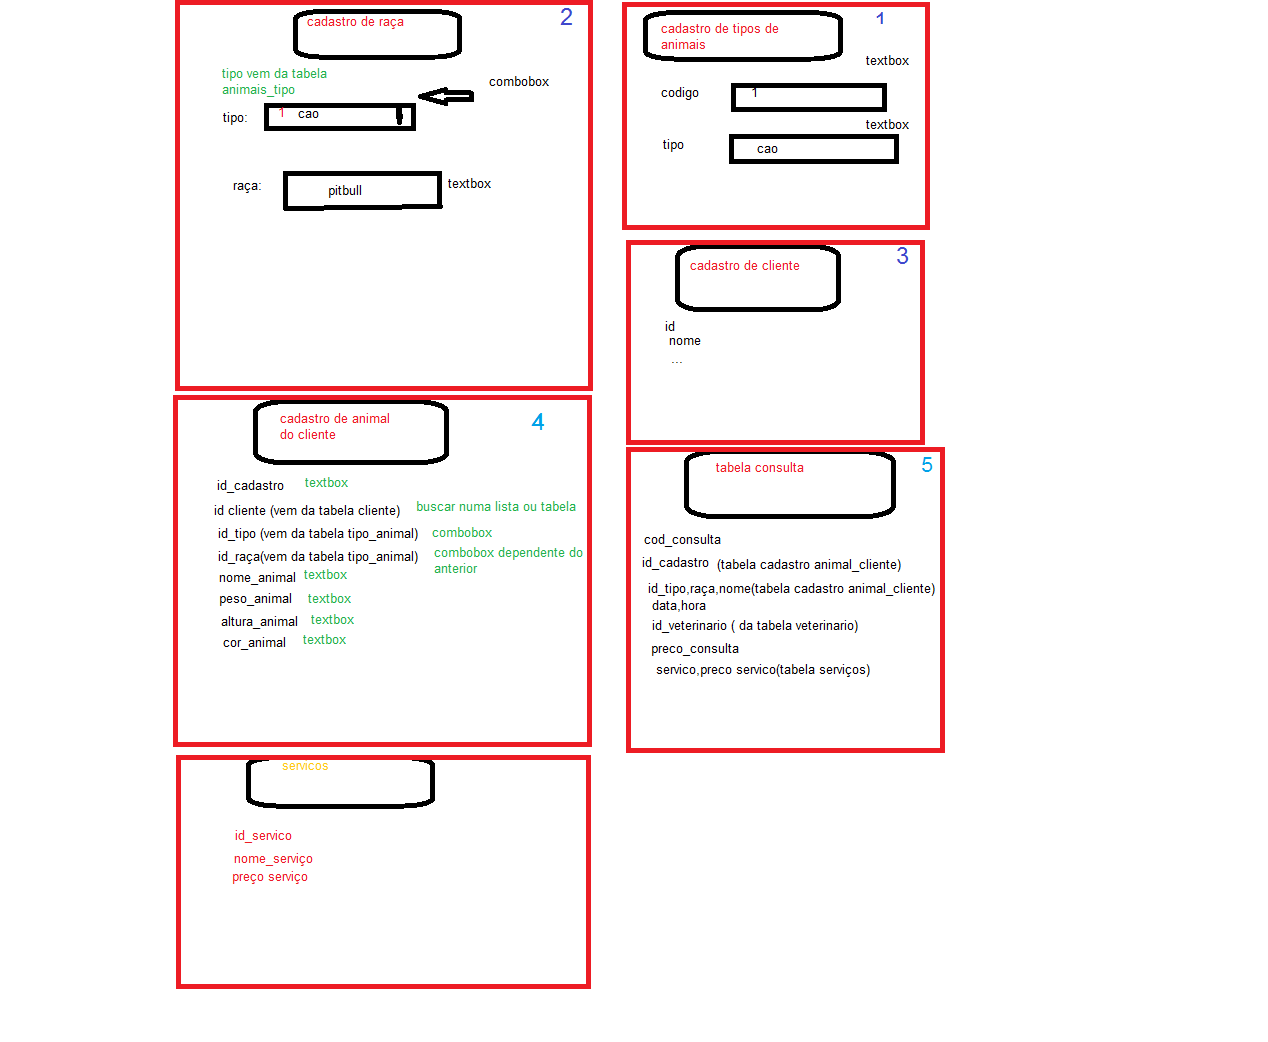 cadastro de raça
2
tipo vem da tabela
animais_tipo
combobox
tipo:
1
cao
raça:
pitbull
textbox
cadastro de tipos de
animais
1
textbox
codigo
1
textbox
tipo
cao
cadastro de cliente
3
id
nome
...
cadastro de animal
do cliente
4
id_cadastro
textbox
id cliente (vem da tabela cliente)
buscar numa lista ou tabela
id_tipo (vem da tabela tipo_animal)
combobox
id_raça(vem da tabela tipo_animal)
combobox dependente do
anterior
nome_animal
textbox
peso_animal
textbox
altura_animal
textbox
cor_animal
textbox
tabela consulta
5
cod_consulta
id_cadastro (tabela cadastro animal_cliente)
id_tipo,raça,nome(tabela cadastro animal_cliente)
data,hora
id_veterinario ( da tabela veterinario)
preco_consulta
servico,preco servico(tabela serviços)
servicos
id_servico
nome_serviço
preço serviço